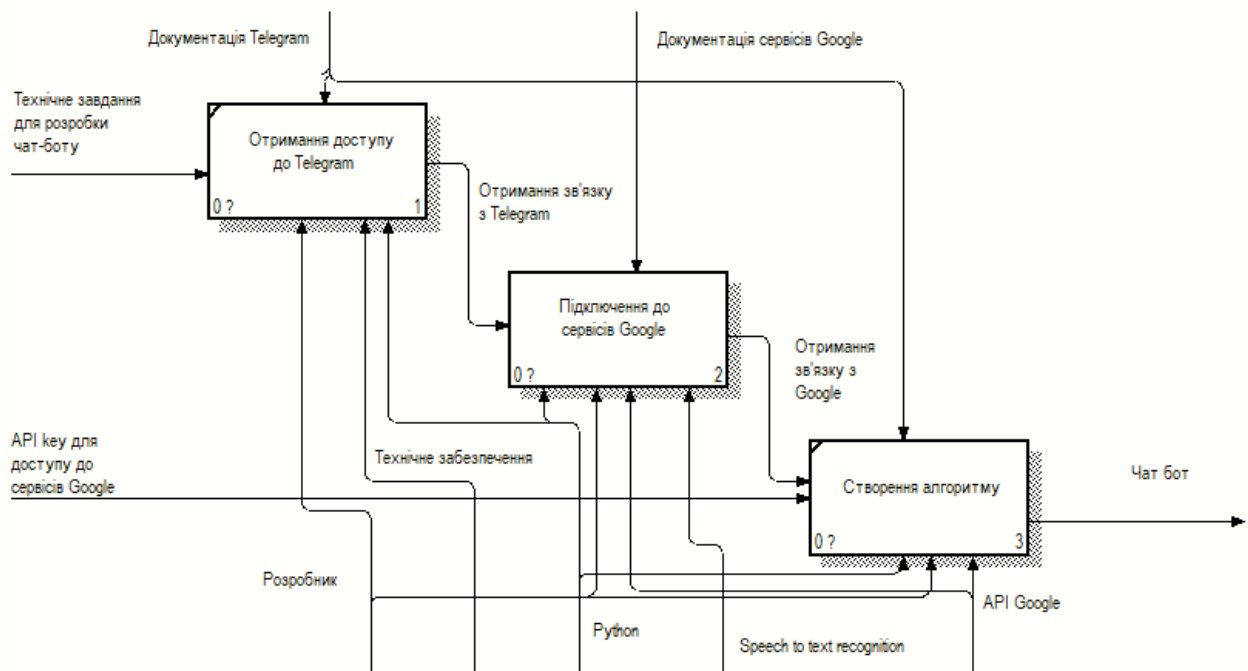 Документація Telegram
Документація сервісів Google
Технічне завдання
для розробки
чат-боту
Отримання доступу
до Telegram
0 ?
1
Отримання зв'язку
з Telegram
Підключення до
сервісів Google
0 ?
2
Отримання
зв'язку з
Google
API key для
доступу до
сервісів Google
Технічне забезпечення
Створення алгоритму
0 ?
3
Чат бот
Розробник
Python
Speech to text recognition
API Google